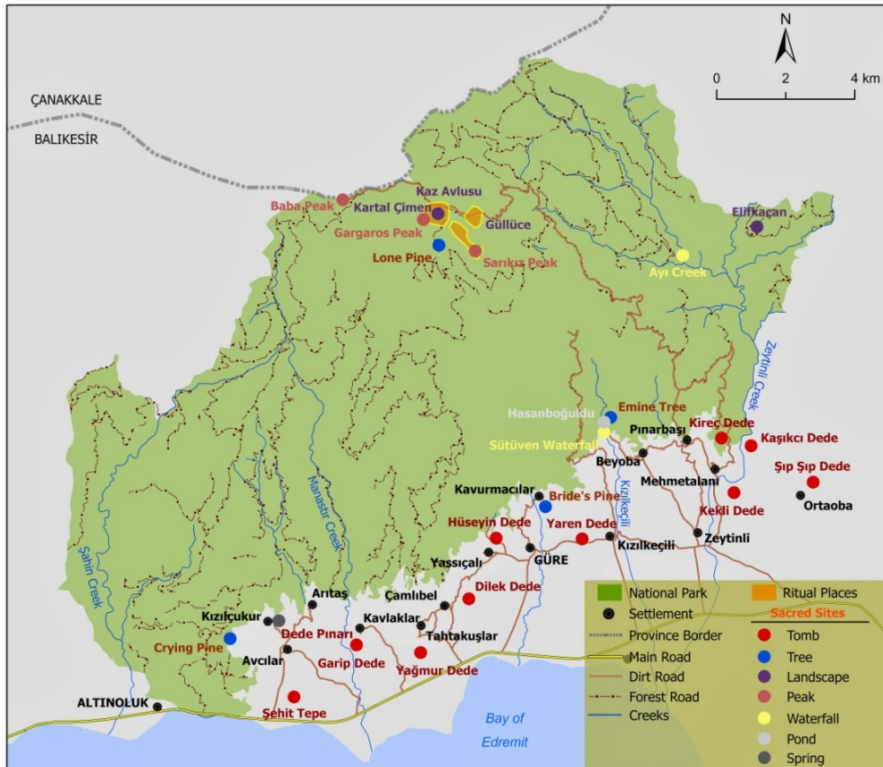 N
0 2 4 km
ÇANAKKALE
BALIKESİR
Kaz Avlusu
Baba Peak
Kartal Çimen
Elifkaçan
Güllüce
Gargaros Peak
Lone Pine
Sarıkız Peak
Ayı Creek
Zeytinli Creek
Hasanboğuldu
Emine Tree
Pınarbaşı
Kireç Dede
Sütüven Waterfall
Kaşıkcı Dede
Beyoba
Şıp Şıp Dede
Mehmetalanı
Kavurmacılar
Bride's Pine
Kızılkeçili
Kekli Dede
Ortaoba
Manastır Creek
Hüseyin Dede
Yaren Dede
Şahin Creek
Yassıçalı
GÜRE
Kızılkeçili
Zeytinli
Arıtaş
Çamlıbel
Dilek Dede
Kızılçukur
Dede Pınarı
Kavlaklar
Tahtakuşlar
Crying Pine
Avcılar
Garip Dede
Yağmur Dede
ALTINOLUK
Şehit Tepe
Bay of
Edremit
National Park
Settlement
Province Border
Main Road
Dirt Road
Forest Road
Creeks
Ritual Places
Sacred Sites
Tomb
Tree
Landscape
Peak
Waterfall
Pond
Spring